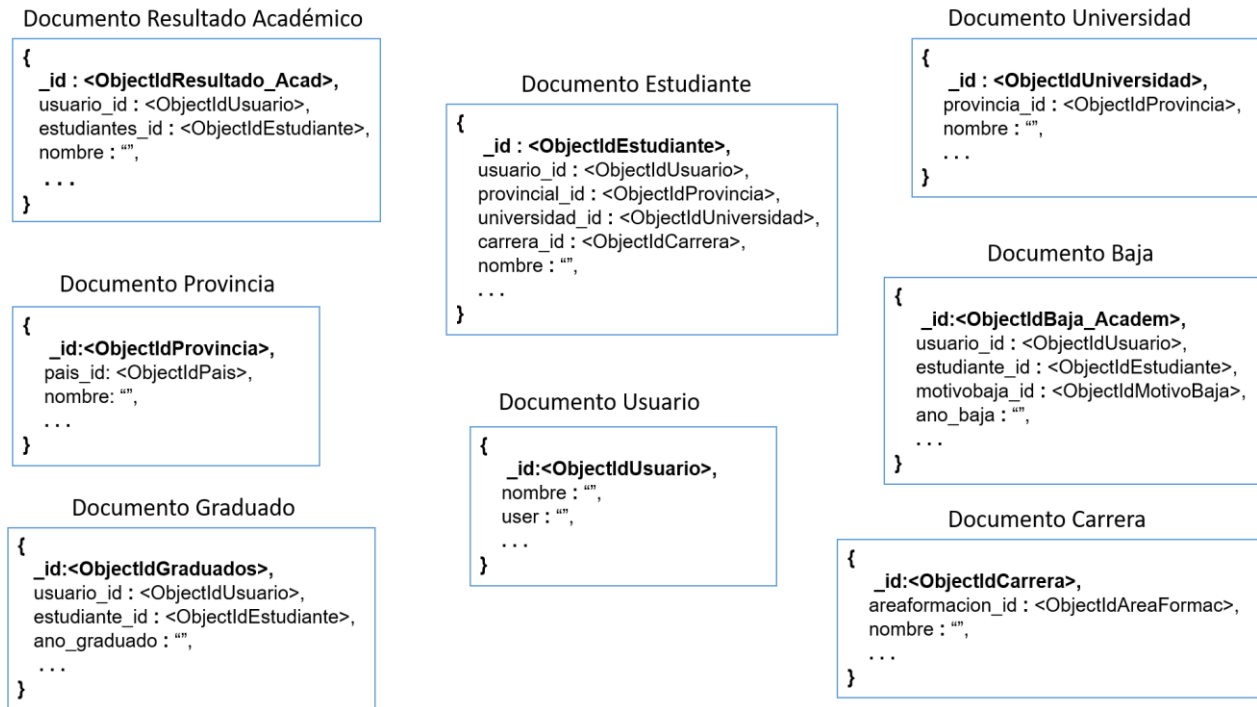 Documento Resultado Académico
{
_id : <ObjectIdResultado_Acad>,
usuario_id : <ObjectIdUsuario>,
estudiantes_id : <ObjectIdEstudiante>,
nombre : “”,
. . .
}
Documento Provincia
{
_id:<ObjectIdProvincia>,
pais_id: <ObjectIdPais>,
nombre: “”,
. . .
}
Documento Graduado
{
_id:<ObjectIdGraduados>,
usuario_id : <ObjectIdUsuario>,
estudiante_id : <ObjectIdEstudiante>,
ano_graduado : “”,
. . .
}
Documento Estudiante
{
_id : <ObjectIdEstudiante>,
usuario_id : <ObjectIdUsuario>,
provincial_id : <ObjectIdProvincia>,
universidad_id : <ObjectIdUniversidad>,
carrera_id : <ObjectIdCarrera>,
nombre : “”,
. . .
}
Documento Usuario
{
_id:<ObjectIdUsuario>,
nombre : “”,
user : “”,
. . .
}
Documento Universidad
{
_id : <ObjectIdUniversidad>,
provincia_id : <ObjectIdProvincia>,
nombre : “”,
. . .
}
Documento Baja
{
_id:<ObjectIdBaja_Academ>,
usuario_id : <ObjectIdUsuario>,
estudiante_id : <ObjectIdEstudiante>,
motivobaja_id : <ObjectIdMotivoBaja>,
ano_baja : “”,
. . .
}
Documento Carrera
{
_id:<ObjectIdCarrera>,
areaformacion_id : <ObjectIdAreaFormac>,
nombre : “”,
. . .
}